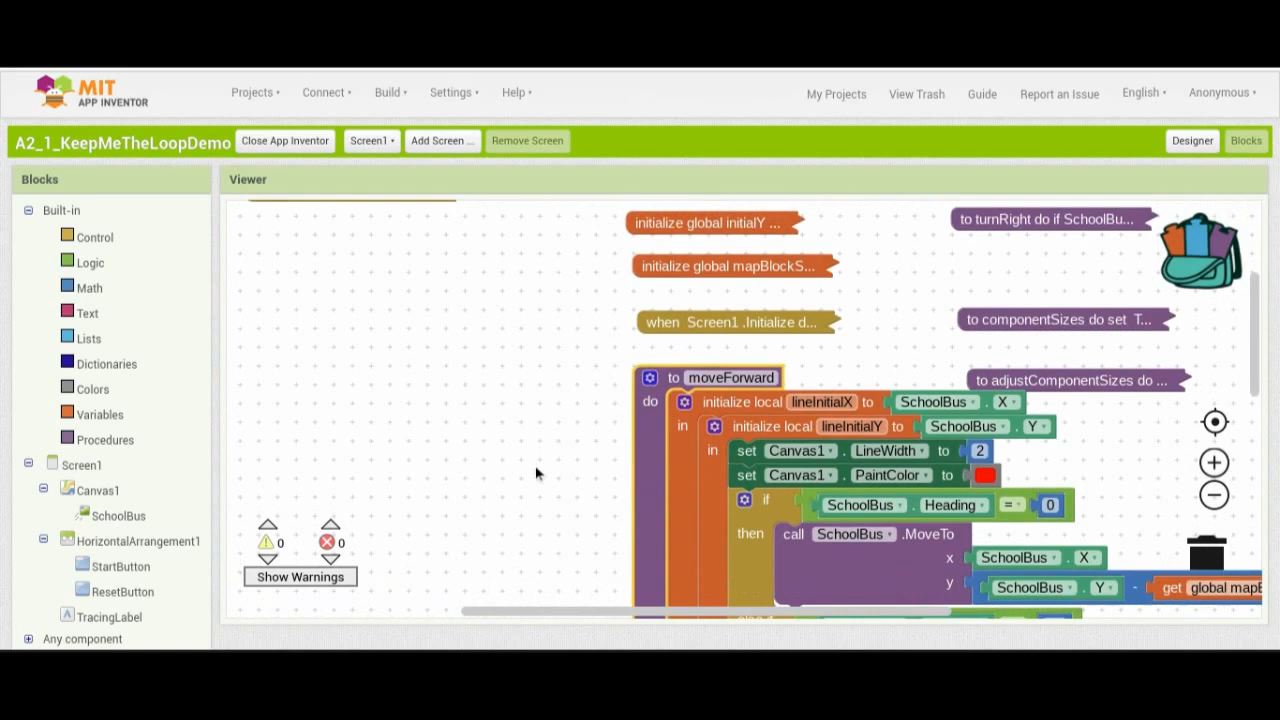 MIT
APP INVENTOR
Projects Connect Build Settings Help My Projects View Trash Guide Report an Issue English Anonymous
A2_1_KeepMeTheLoopDemo Close App Inventor Screen1 Add Screen ... Remove Screen Designer Blocks
Blocks
Built-in
Control
Logic
Math
Text
Lists
Dictionaries
Colors
Variables
Procedures
Screen1
Canvas1
SchoolBus
HorizontalArrangement1
StartButton
ResetButton
TracingLabel
Any component
Viewer
initialize global initialY ...
to turnRight do if SchoolBu...
initialize global mapBlockS...
when Screen1 .Initialize d...
to componentSizes do set T...
to adjustComponentSizes do ...
to moveForward
do initialize local lineInitialX to SchoolBus . X
in initialize local lineInitialY to SchoolBus . Y
in set Canvas1 . LineWidth to 2
set Canvas1 . PaintColor to
if SchoolBus . Heading = 0
then call SchoolBus .MoveTo
x SchoolBus . X
y SchoolBus . Y - get global
0 0
Show Warnings